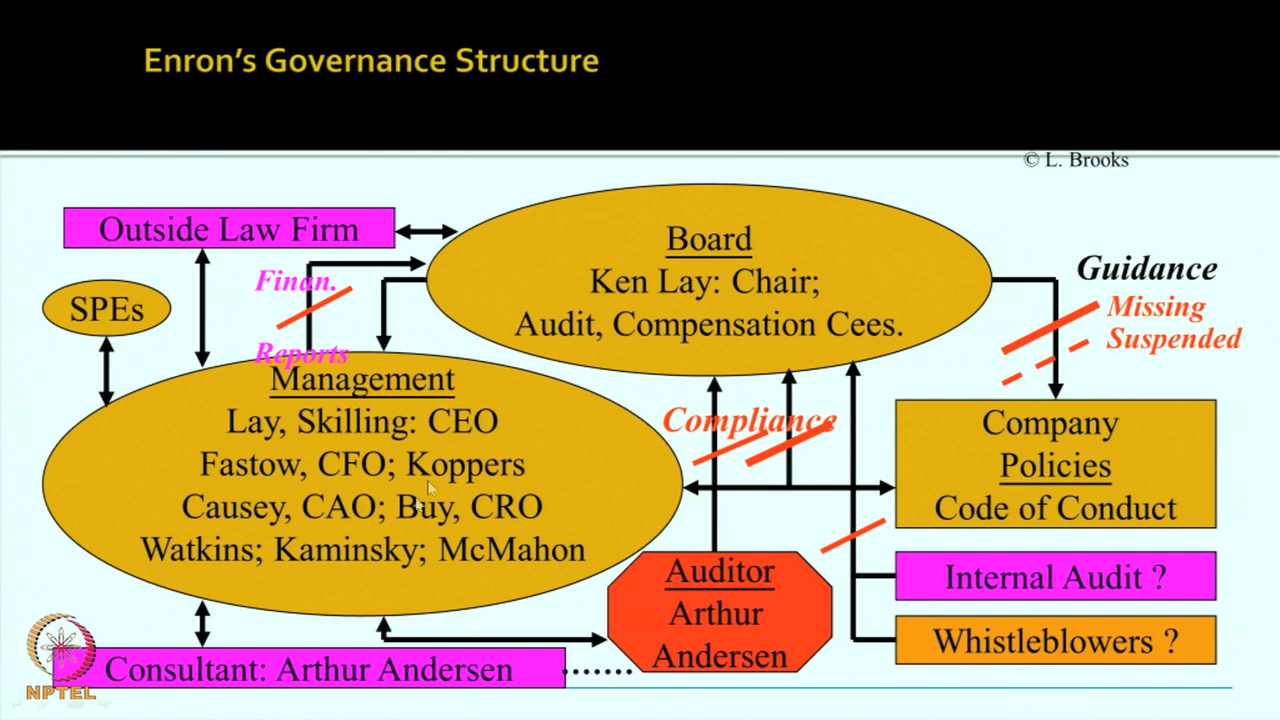 Enron's Governance Structure
© L. Brooks
Outside Law Firm
SPEs
Finan.
Reports
Board
Ken Lay: Chair;
Audit, Compensation Cees.
Guidance
Missing
Suspended
Management
Lay, Skilling: CEO
Fastow, CFO; Koppers
Causey, CAO; Buy, CRO
Watkins; Kaminsky; McMahon
Compliance
Company
Policies
Code of Conduct
Auditor
Arthur
Andersen
Internal Audit ?
Whistleblowers ?
Consultant: Arthur Andersen
NPTEL